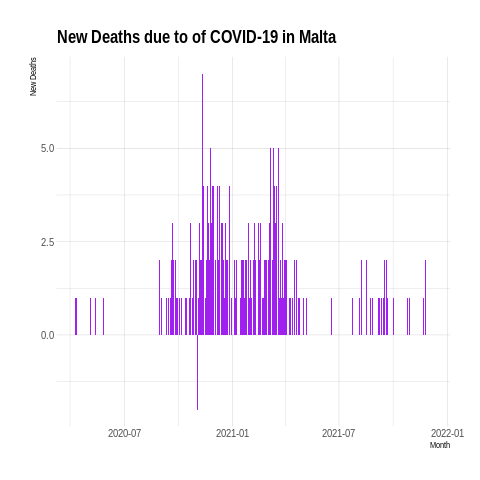 New Deaths due to of COVID-19 in Malta
New Deaths
5.0
2.5
0.0
2020-07 2021-01 2021-07 2022-01
Month